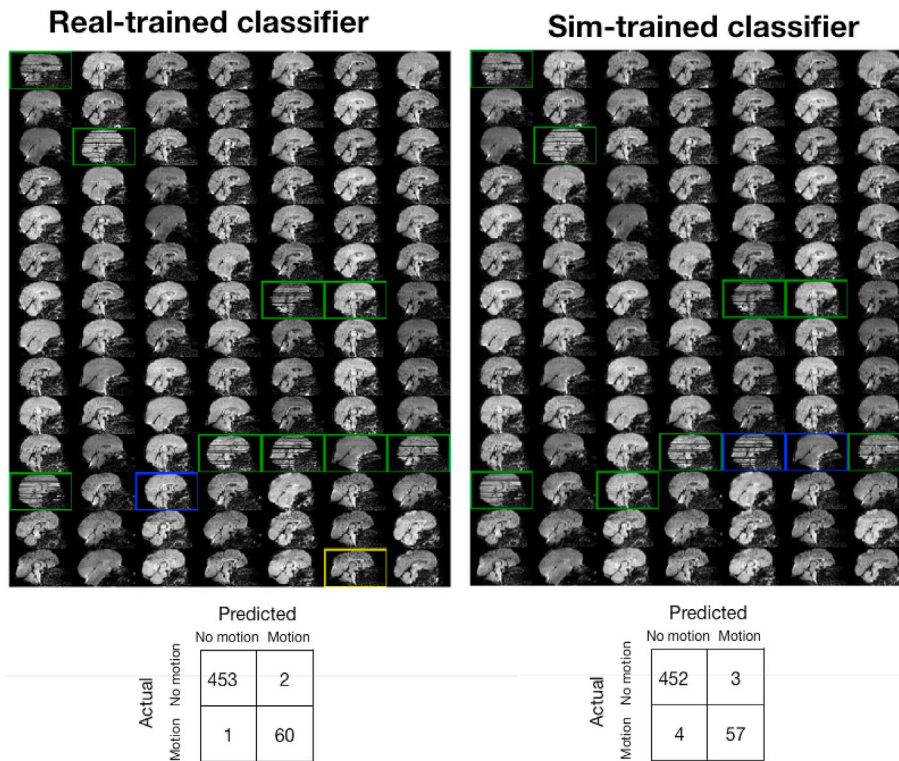 Real-trained classifier
Sim-trained classifier
Predicted
No motion Motion
Actual
No motion
453 2
Motion
1 60
Predicted
No motion Motion
Actual
No motion
452 3
Motion
4 57